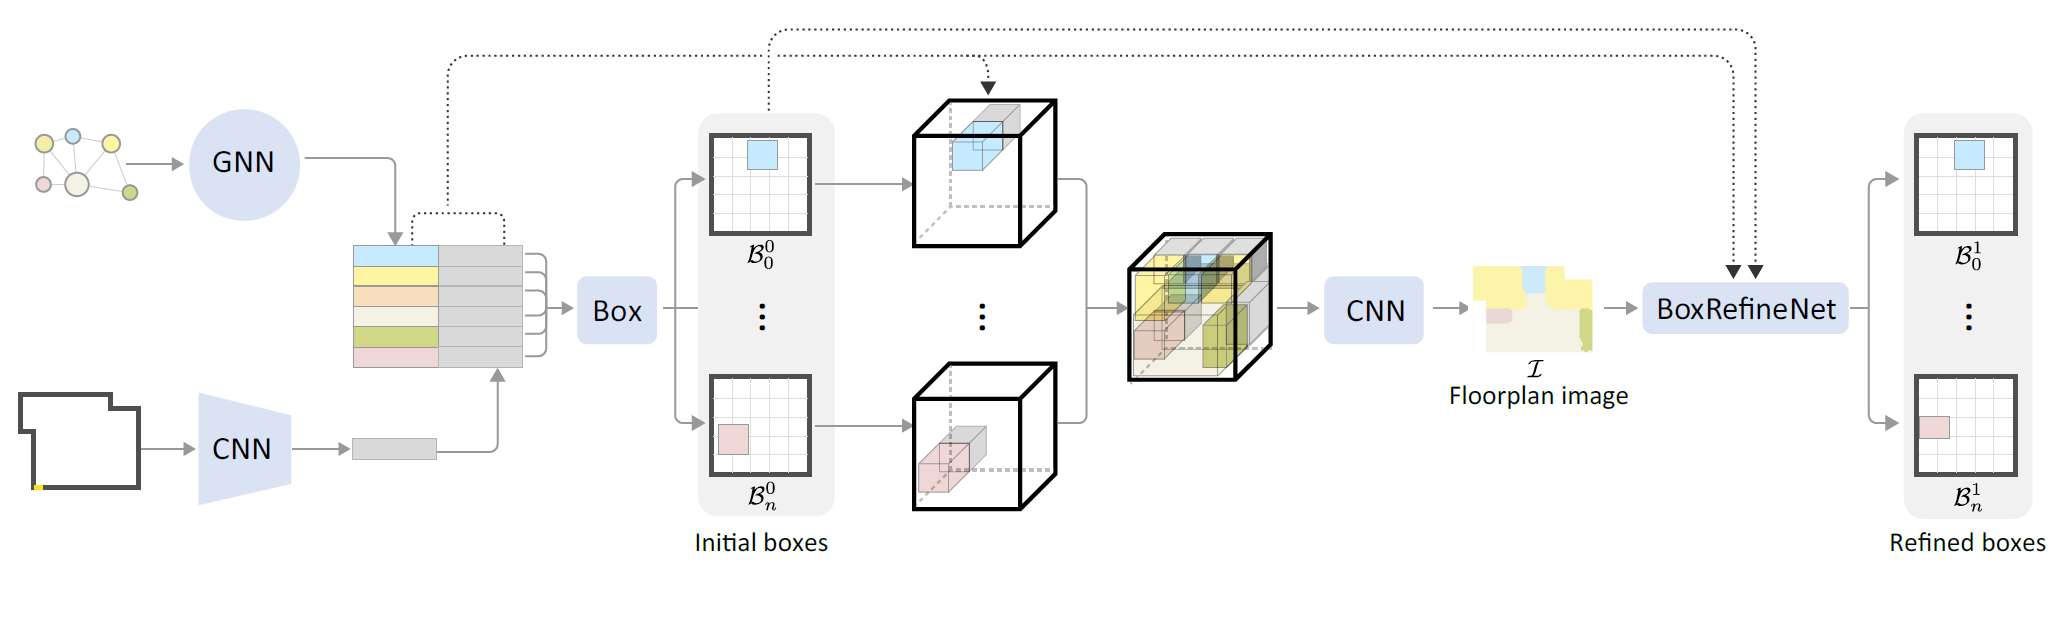 GNN
CNN
Box
$\mathcal{B}_0^0$
⋮
$\mathcal{B}_n^0$
Initial boxes
⋮
CNN
$\mathcal{I}$
Floorplan image
BoxRefineNet
$\mathcal{B}_0^1$
⋮
$\mathcal{B}_n^1$
Refined boxes